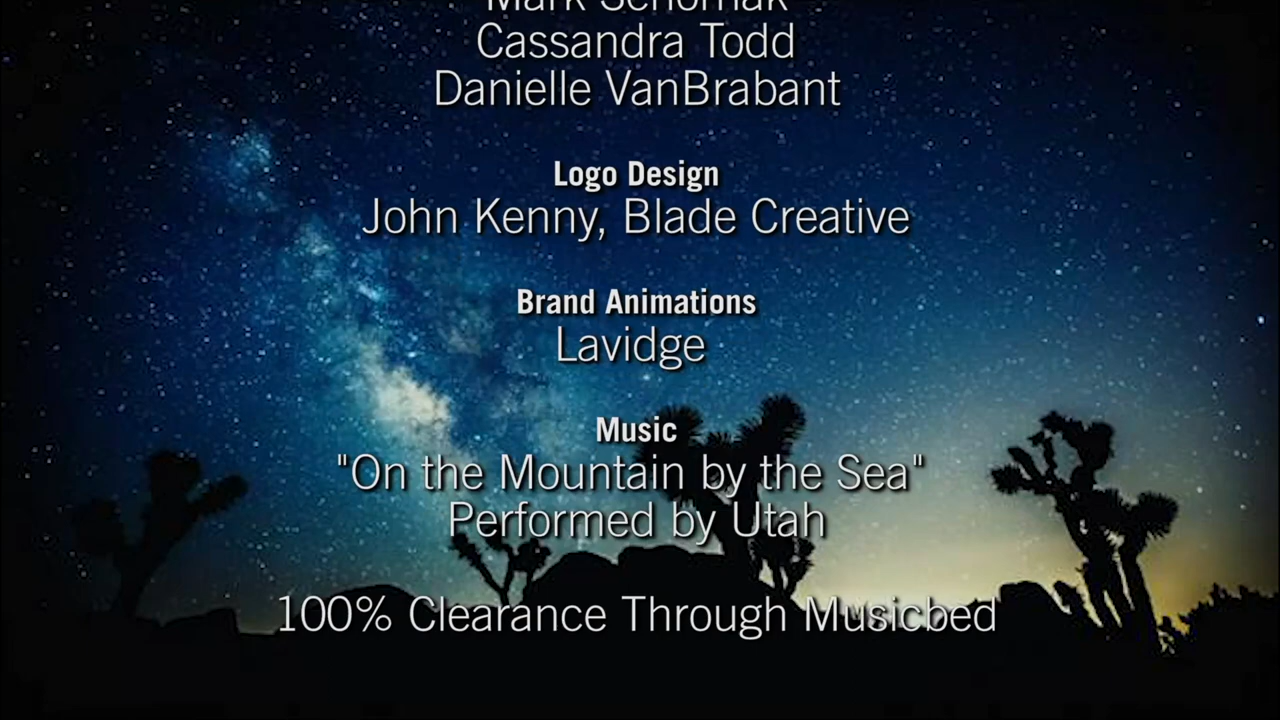 Cassandra Todd
Danielle VanBrabant
Logo Design
John Kenny, Blade Creative
Brand Animations
Lavidge
Music
"On the Mountain by the Sea"
Performed by Utah
100% Clearance Through Musicbed